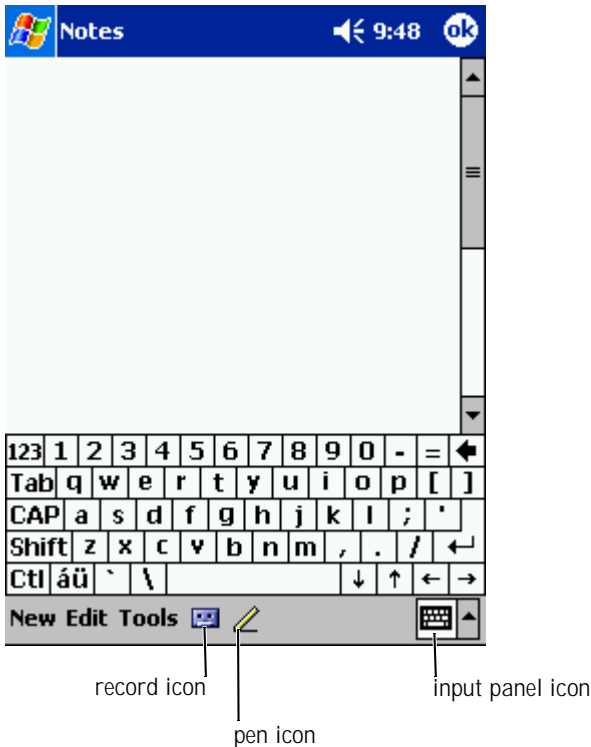 Notes 9:48 ok
123 1 2 3 4 5 6 7 8 9 0 - =
Tab q w e r t y u i o p [ ]
CAP a s d f g h j k l ; '
Shift z x c v b n m , . / ↵
Ctl áü ` \ ↓ ↑ ← →
New Edit Tools
record icon
input panel icon
pen icon